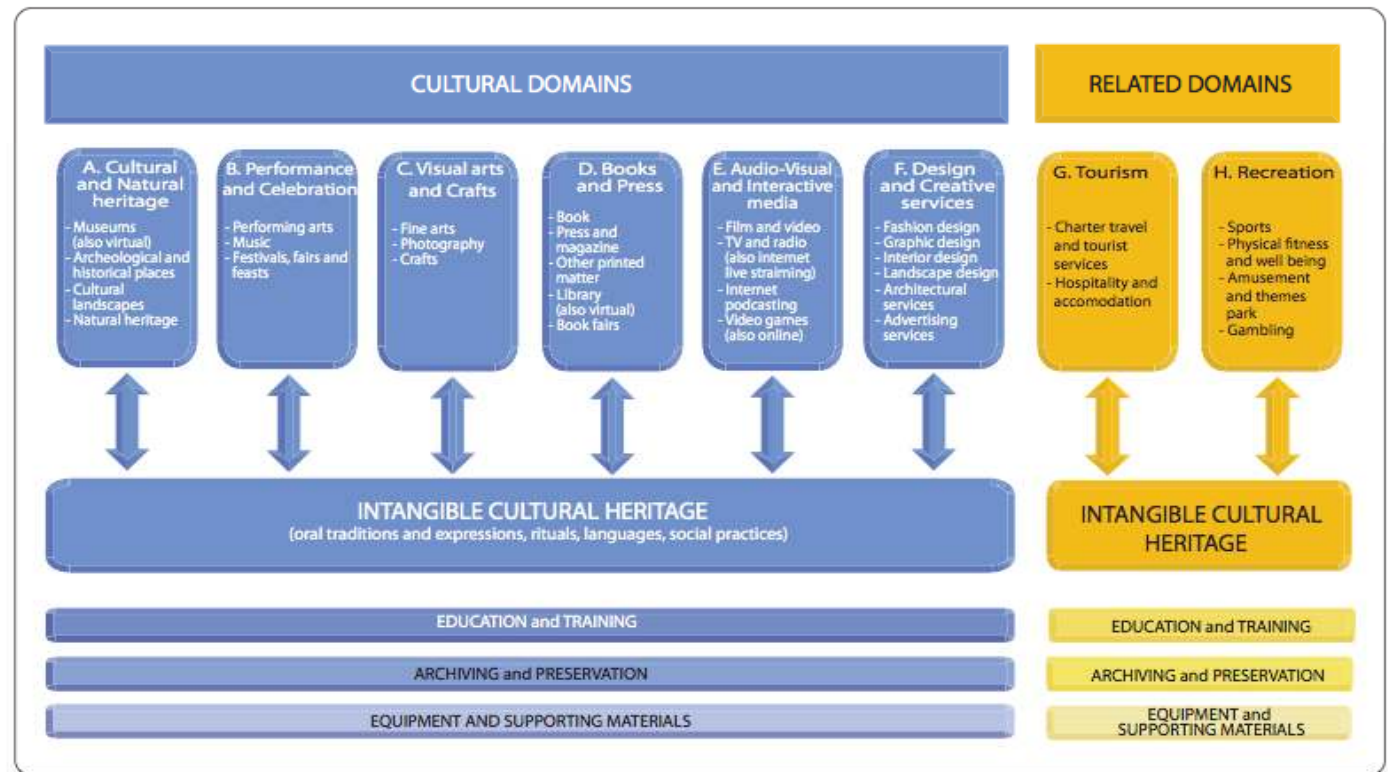 CULTURAL DOMAINS
RELATED DOMAINS
A. Cultural
and Natural
heritage
- Museums
(also virtual)
- Archeological and
historical places
- Cultural
landscapes
- Natural heritage
B. Performance
and Celebration
- Performing arts
- Music
- Festivals, fairs and
feasts
C. Visual arts
and Crafts
- Fine arts
- Photography
- Crafts
D. Books
and Press
- Book
- Press and
magazine
- Other printed
matter
- Library
(also virtual)
- Book fairs
E. Audio-Visual
and Interactive
media
- Film and video
- TV and radio
(also internet
live straiming)
- Internet
podcasting
- Video games
(also online)
F. Design
and Creative
services
- Fashion design
- Graphic design
- Interior design
- Landscape design
- Architectural
services
- Advertising
services
G. Tourism
- Charter travel
and tourist
services
- Hospitality and
accomodation
H. Recreation
- Sports
- Physical fitness
and well being
- Amusement
and themes
park
- Gambling
INTANGIBLE CULTURAL HERITAGE
(oral traditions and expressions, rituals, languages, social practices)
INTANGIBLE CULTURAL
HERITAGE
EDUCATION and TRAINING
EDUCATION and TRAINING
ARCHIVING and PRESERVATION
ARCHIVING and PRESERVATION
EQUIPMENT AND SUPPORTING MATERIALS
EQUIPMENT and
SUPPORTING MATERIALS